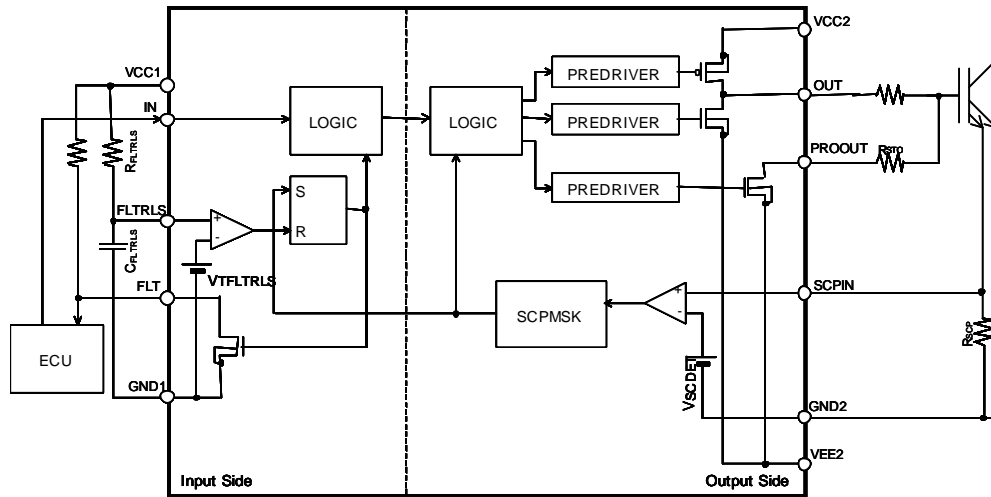 VCC2
VCC1
PREDRIVER
IN
OUT
LOGIC
LOGIC
PREDRIVER
RFLTRLS
PROOUT
RSTO
PREDRIVER
S
FLTRLS
+
R
-
CFLTRLS
VTFLTRLS
FLT
SCPIN
+
SCPMSK
-
RSCP
ECU
VSCDET
GND1
GND2
VEE2
Input Side
Output Side